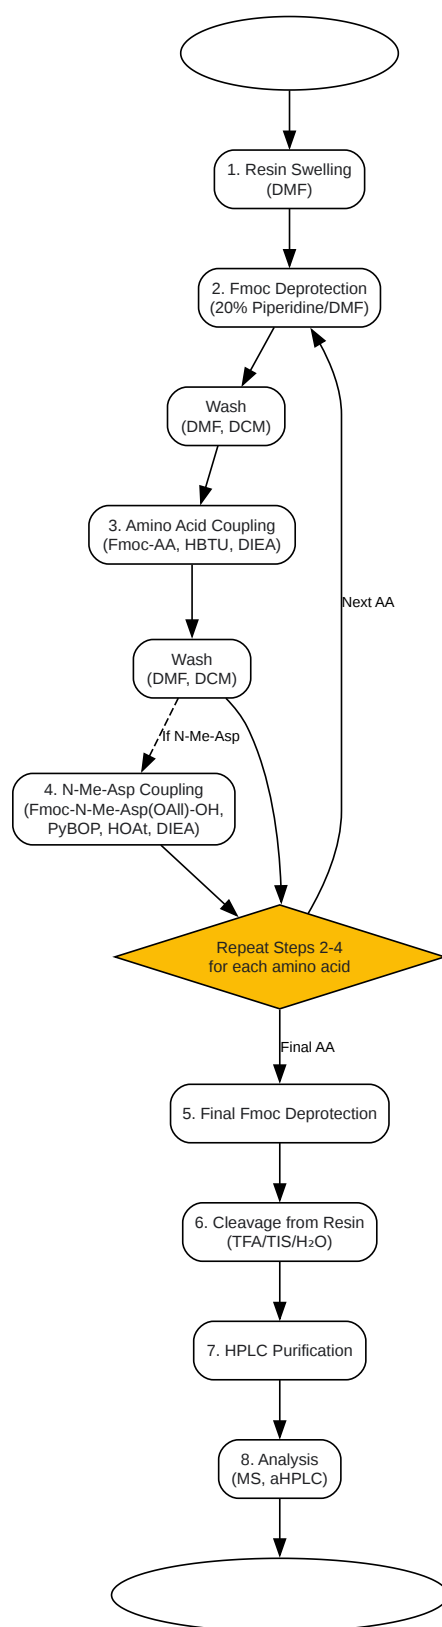 1. Resin Swelling
(DMF)
2. Fmoc Deprotection
(20% Piperidine/DMF)
Wash
(DMF, DCM)
3. Amino Acid Coupling
(Fmoc-AA, HBTU, DIEA)
Next AA
Wash
(DMF, DCM)
If N-Me-Asp
4. N-Me-Asp Coupling
(Fmoc-N-Me-Asp(OAll)-OH,
PyBOP, HOAt, DIEA)
Repeat Steps 2-4
for each amino acid
Final AA
5. Final Fmoc Deprotection
6. Cleavage from Resin
(TFA/TIS/H₂O)
7. HPLC Purification
8. Analysis
(MS, aHPLC)